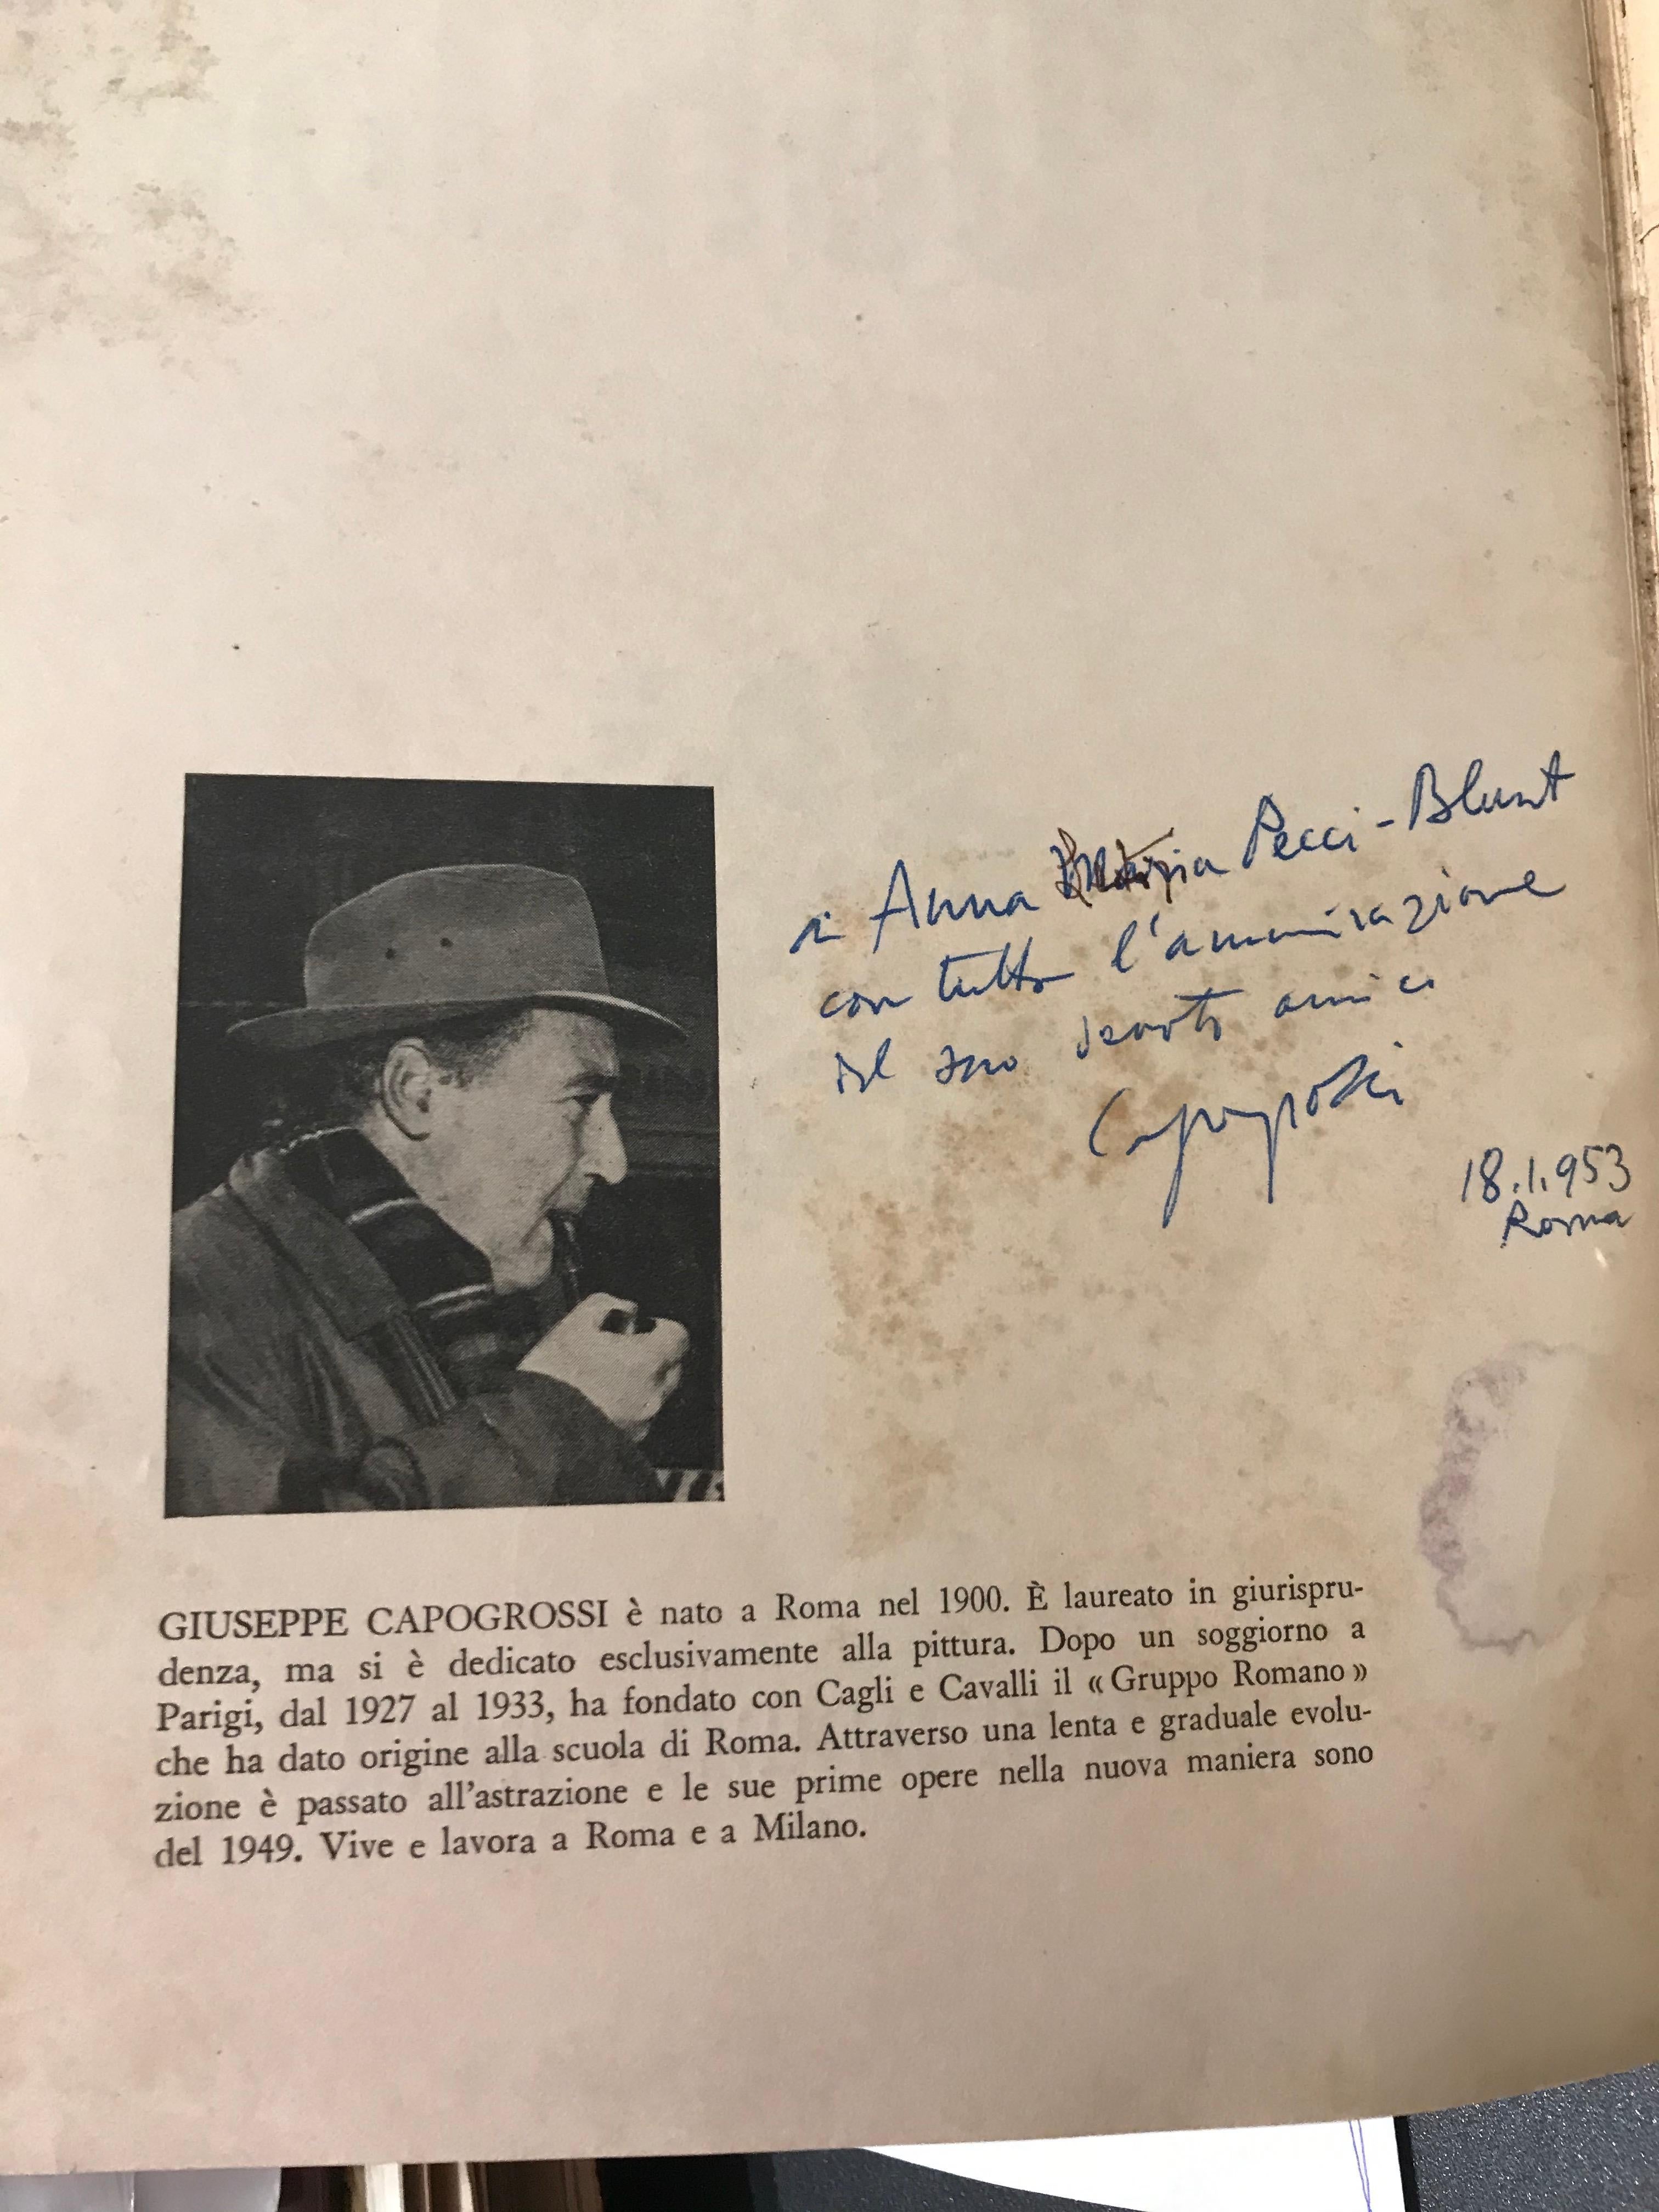 a Anna Maria Pecci-Blunt
con tutta l'ammirazione
del suo devoto amico
Capogrossi
18.1.953
Roma
GIUSEPPE CAPOGROSSI è nato a Roma nel 1900. È laureato in giurispru-
denza, ma si è dedicato esclusivamente alla pittura. Dopo un soggiorno a
Parigi, dal 1927 al 1933, ha fondato con Cagli e Cavalli il « Gruppo Romano »
che ha dato origine alla scuola di Roma. Attraverso una lenta e graduale evolu-
zione è passato all'astrazione e le sue prime opere nella nuova maniera sono
del 1949. Vive e lavora a Roma e a Milano.